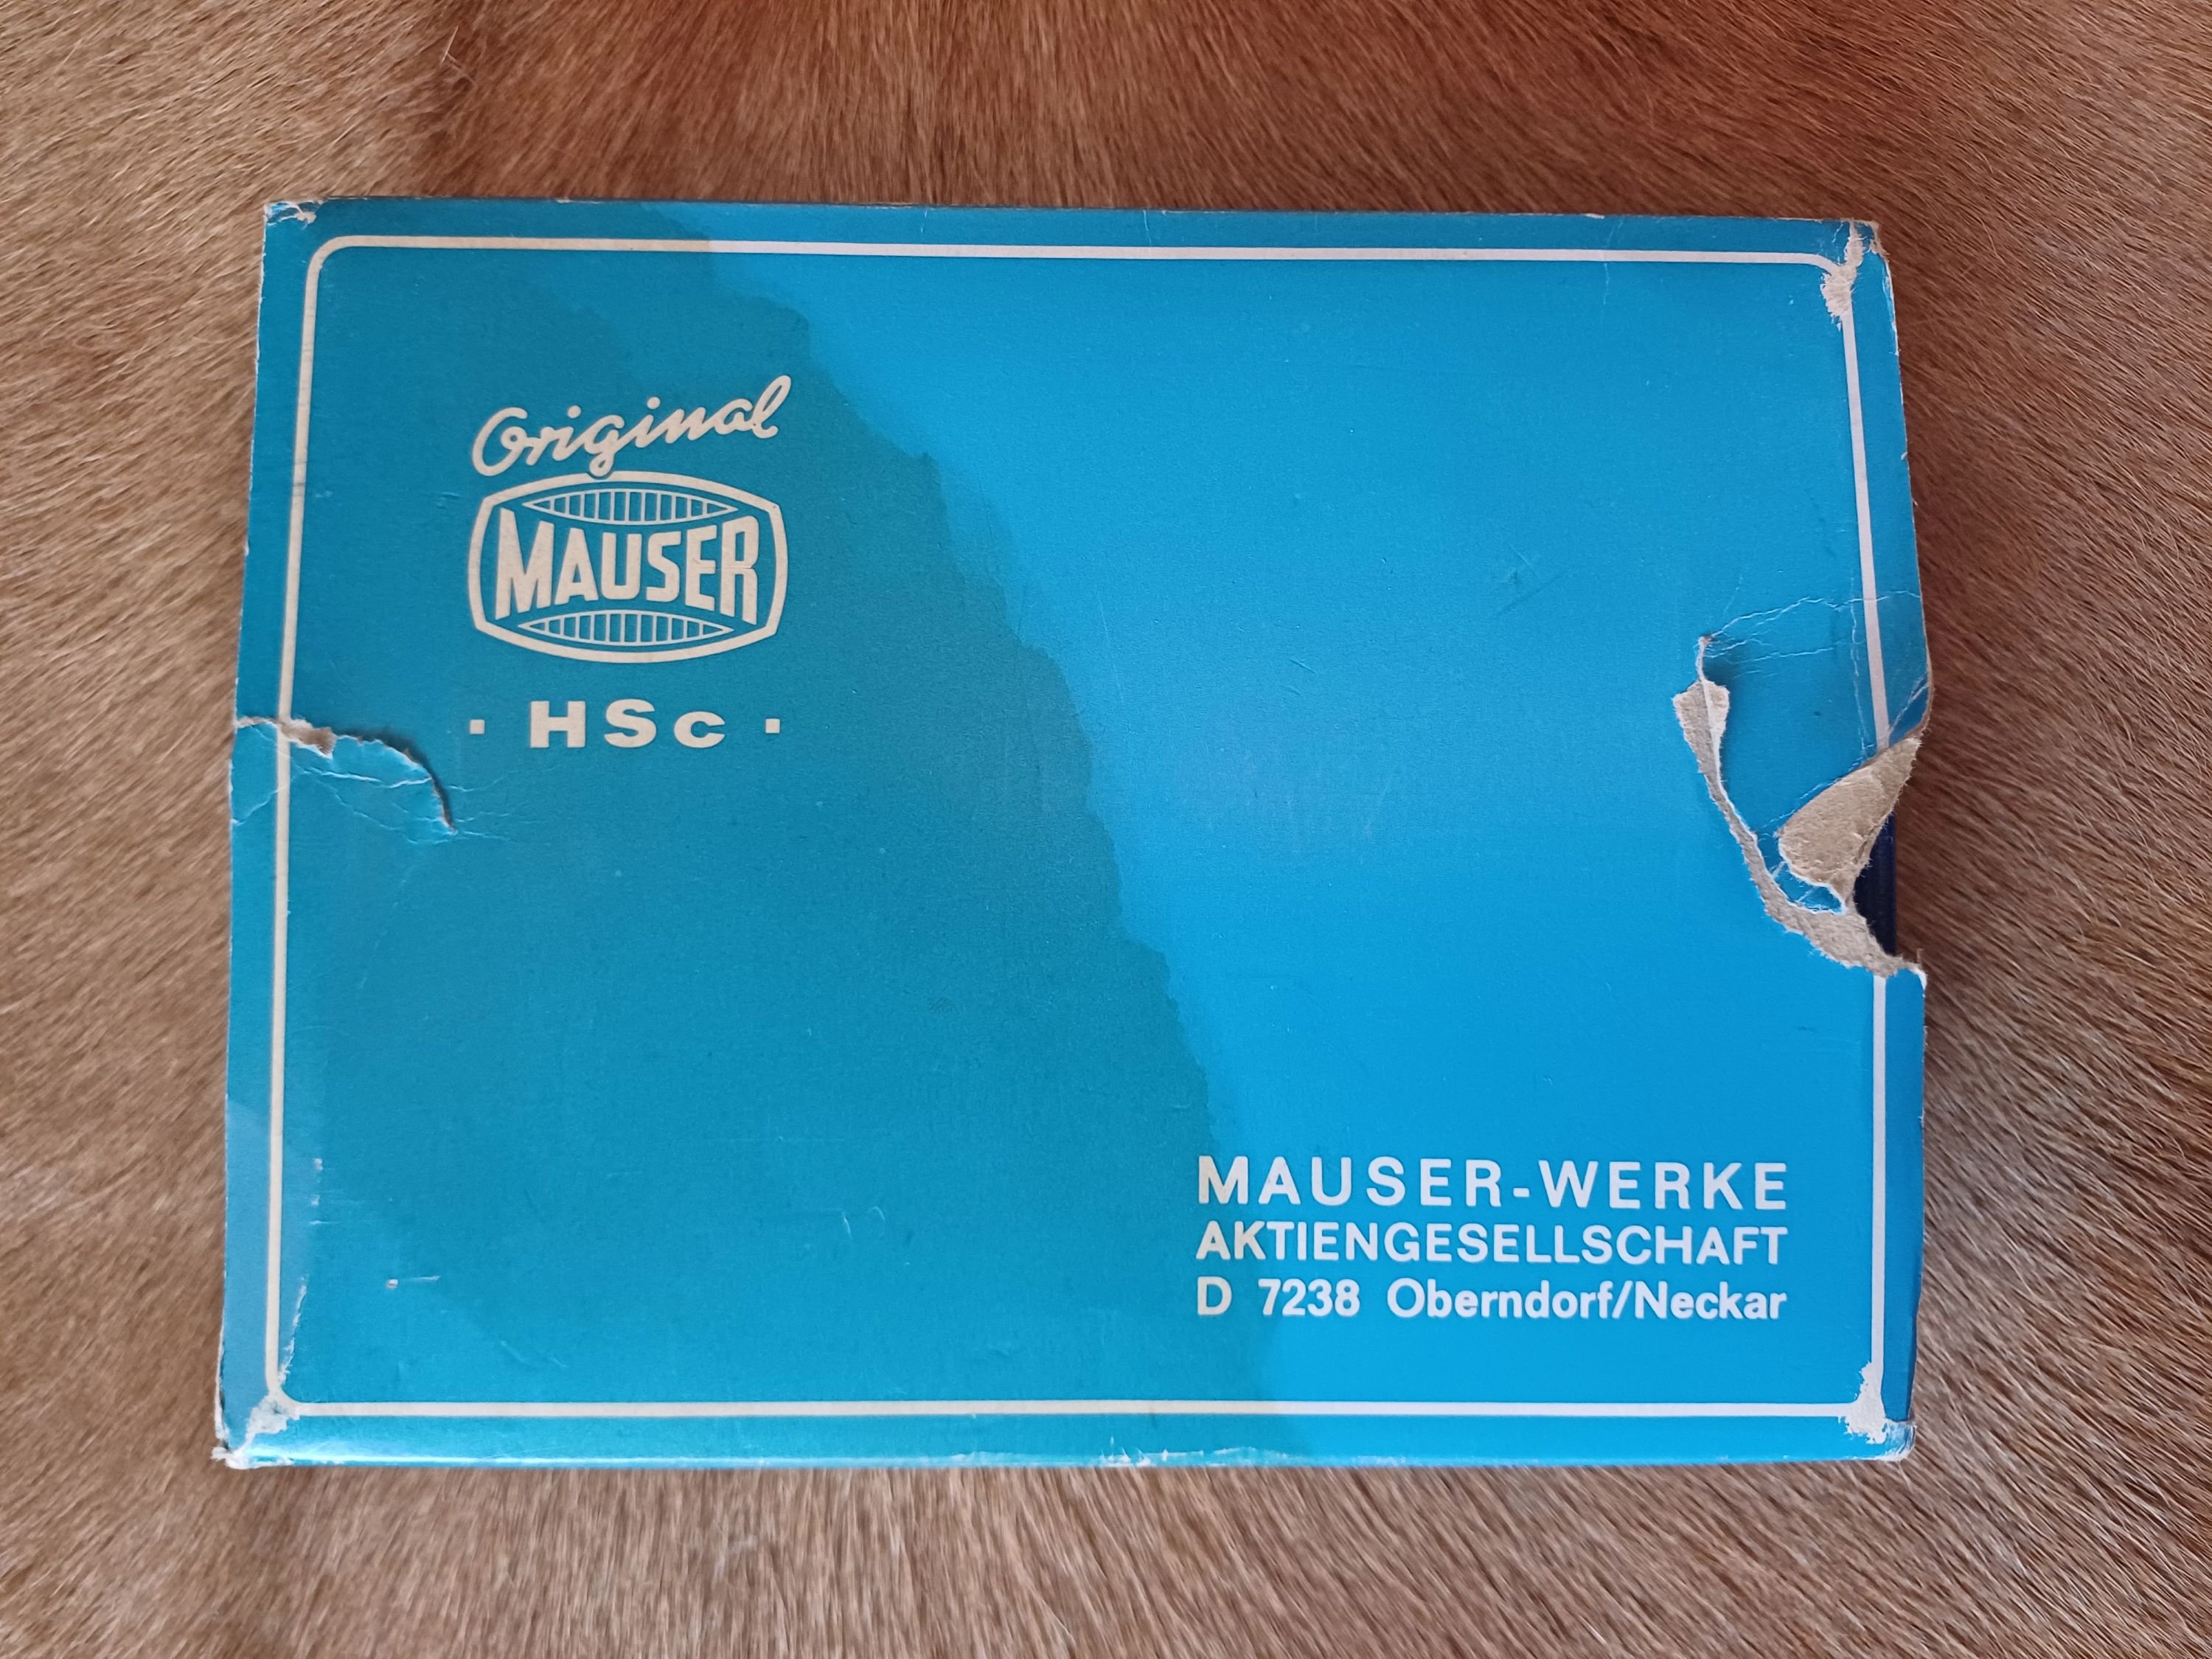 Original
MAUSER
· HSc ·
MAUSER-WERKE
AKTIENGESELLSCHAFT
D 7238 Oberndorf/Neckar